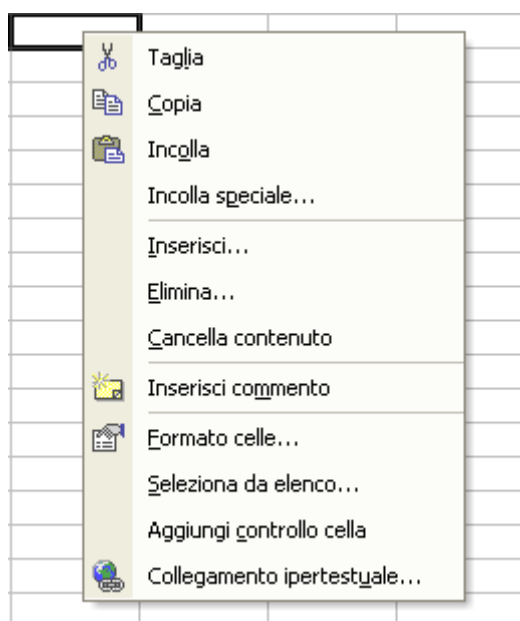 Taglia
Copia
Incolla
Incolla speciale...
Inserisci...
Elimina...
Cancella contenuto
Inserisci commento
Formato celle...
Seleziona da elenco...
Aggiungi controllo cella
Collegamento ipertestuale...